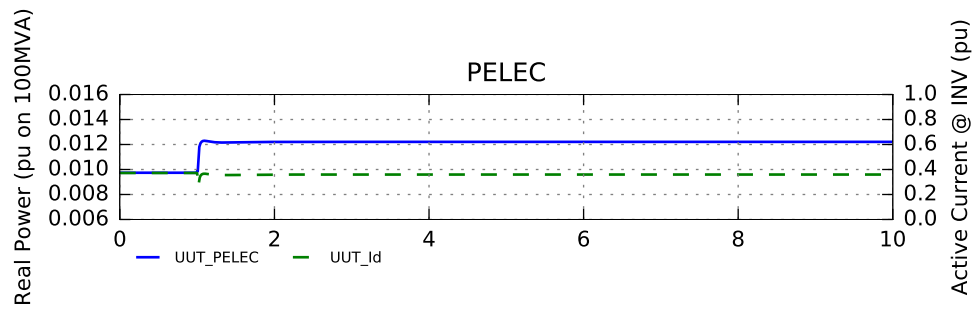 PELEC
Real Power (pu on 100MVA)
0.016
0.014
0.012
0.010
0.008
0.006
1.0
0.8
0.6
0.4
0.2
0.0
Active Current @ INV (pu)
0 2 4 6 8 10
UUT_PELEC UUT_Id